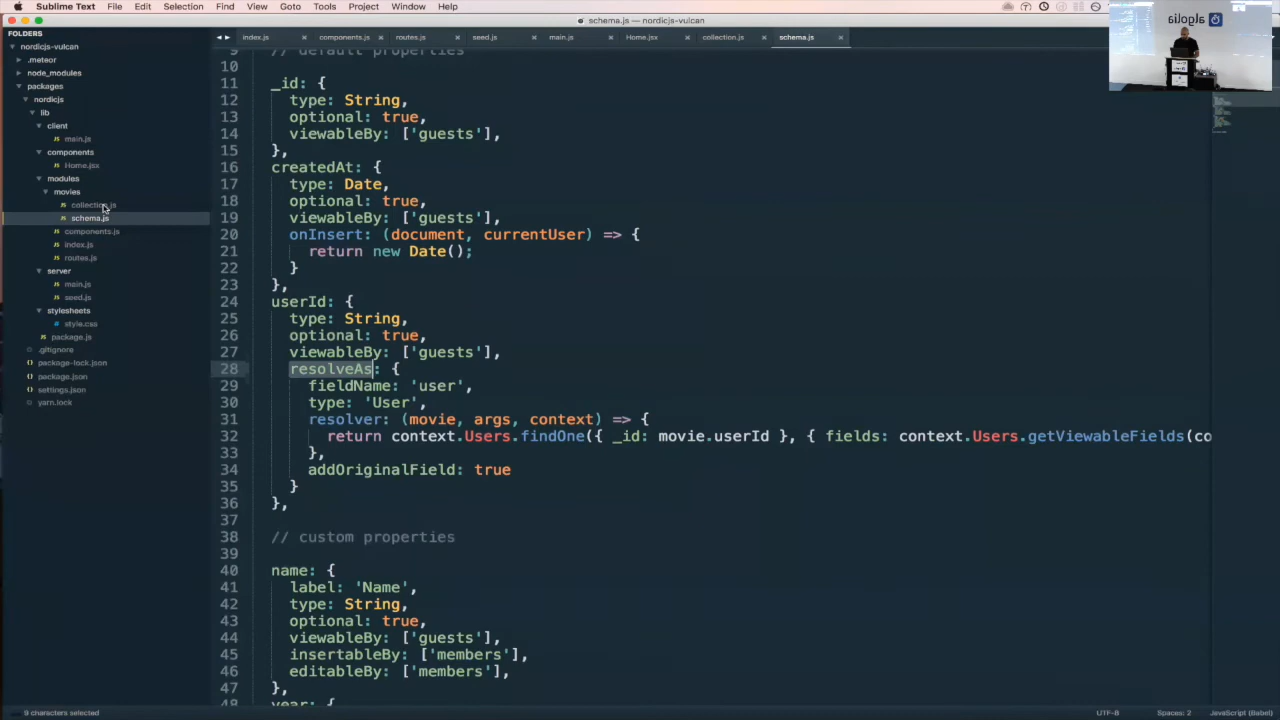 Sublime Text File Edit Selection Find View Goto Tools Project Window Help
schema.js — nordicjs-vulcan
algolia
FOLDERS
nordicjs-vulcan
.meteor
node_modules
packages
nordicjs
lib
client
main.js
components
Home.jsx
modules
movies
collection.js
schema.js
components.js
index.js
routes.js
server
main.js
seed.js
stylesheets
style.css
package.js
.gitignore
package-lock.json
package.json
settings.json
yarn.lock
index.js components.js routes.js seed.js main.js Home.jsx collection.js schema.js
9 // default properties
10
11 _id: {
12 type: String,
13 optional: true,
14 viewableBy: ['guests'],
15 },
16 createdAt: {
17 type: Date,
18 optional: true,
19 viewableBy: ['guests'],
20 onInsert: (document, currentUser) => {
21 return new Date();
22 }
23 },
24 userId: {
25 type: String,
26 optional: true,
27 viewableBy: ['guests'],
28 resolveAs: {
29 fieldName: 'user',
30 type: 'User',
31 resolver: (movie, args, context) => {
32 return context.Users.findOne({ _id: movie.userId }, { fields: context.Users.getViewableFields(co
33 },
34 addOriginalField: true
35 }
36 },
37
38 // custom properties
39
40 name: {
41 label: 'Name',
42 type: String,
43 optional: true,
44 viewableBy: ['guests'],
45 insertableBy: ['members'],
46 editableBy: ['members'],
47 },
48 year: {
9 characters selected
UTF-8 Spaces: 2 JavaScript (Babel)